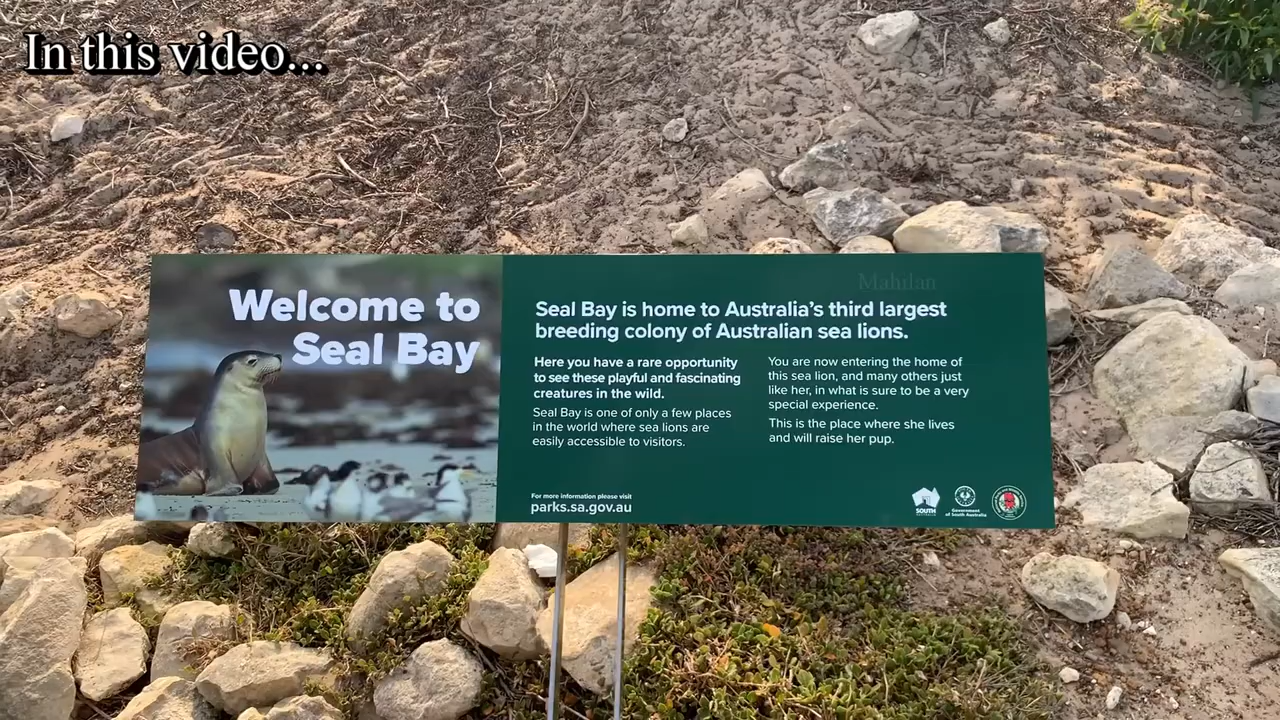 In this video...
Mahilan
Welcome to
Seal Bay
Seal Bay is home to Australia's third largest
breeding colony of Australian sea lions.
Here you have a rare opportunity
to see these playful and fascinating
creatures in the wild.
Seal Bay is one of only a few places
in the world where sea lions are
easily accessible to visitors.
You are now entering the home of
this sea lion, and many others just
like her, in what is sure to be a very
special experience.
This is the place where she lives
and will raise her pup.
For more information please visit
parks.sa.gov.au
SOUTH
Government
of South Australia